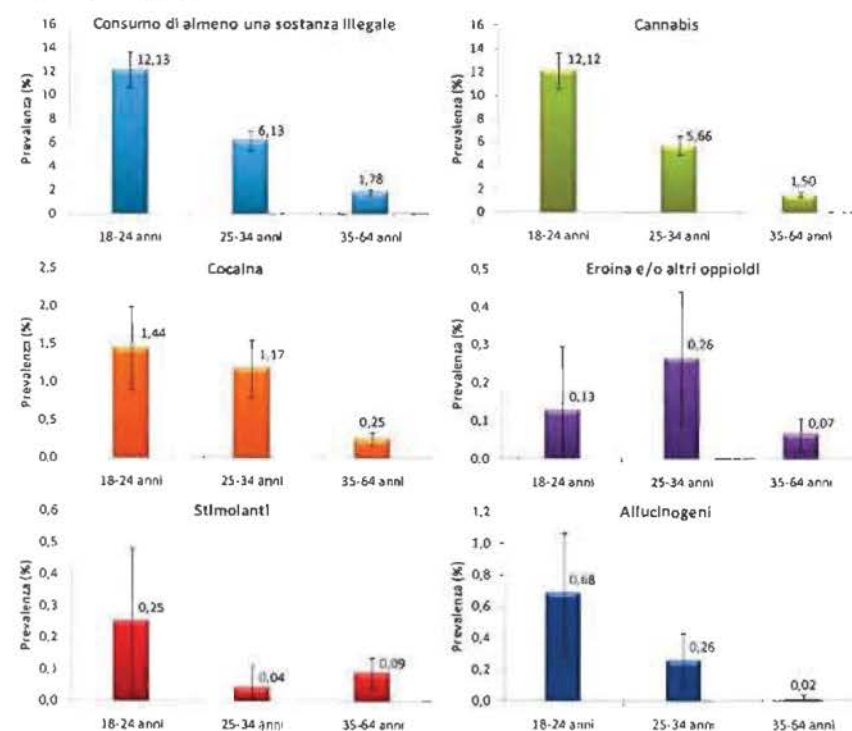 Consumo di almeno una sostanza illegale
Prevalenza (%)
16
14
12
10
8
6
4
2
0
12,13
6,13
1,78
18-24 anni
25-34 anni
35-64 anni
Cannabis
Prevalenza (%)
16
14
12
10
8
6
4
2
0
12,12
5,66
1,50
18-24 anni
25-34 anni
35-64 anni
Cocaina
Prevalenza (%)
2,5
2,0
1,5
1,0
0,5
0,0
1,44
1,17
0,25
18-24 anni
25-34 anni
35-64 anni
Eroina e/o altri oppioidi
Prevalenza (%)
0,5
0,4
0,3
0,2
0,1
0,0
0,13
0,26
0,07
18-24 anni
25-34 anni
35-64 anni
Stimolanti
Prevalenza (%)
0,6
0,5
0,4
0,3
0,2
0,1
0,0
0,25
0,04
0,09
18-24 anni
25-34 anni
35-64 anni
Allucinogeni
Prevalenza (%)
1,2
1,0
0,8
0,6
0,4
0,2
0,0
0,68
0,26
0,02
18-24 anni
25-34 anni
35-64 anni